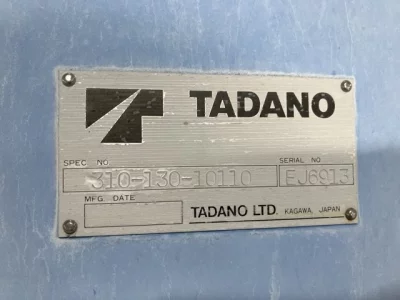 TADANO
SPEC NO. SERIAL NO
310-130-10110 EJ6913
MFG. DATE
TADANO LTD. KAGAWA, JAPAN